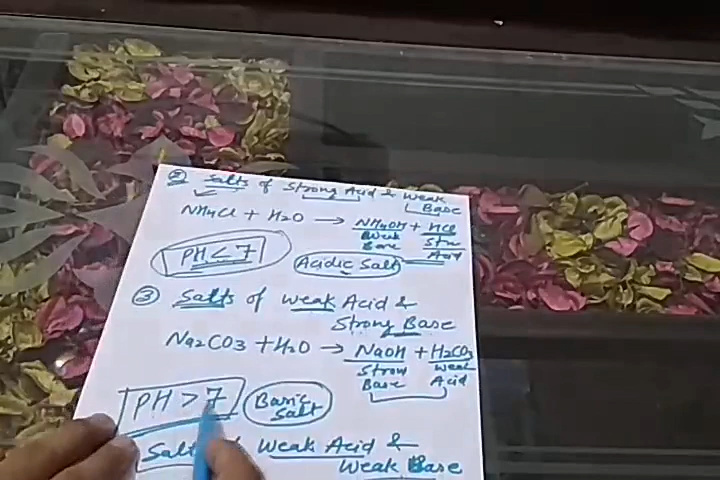 ② Salts of Strong Acid & Weak Base
NH4Cl + H2O → NH4OH + HCl
Weak Base Strong Acid
PH < 7 Acidic Salt
③ Salts of weak Acid &
Strong Base
Na2CO3 + H2O → NaOH + H2CO3
Strong Base Weak Acid
PH > 7 Basic Salt
Salt of Weak Acid &
Weak Base